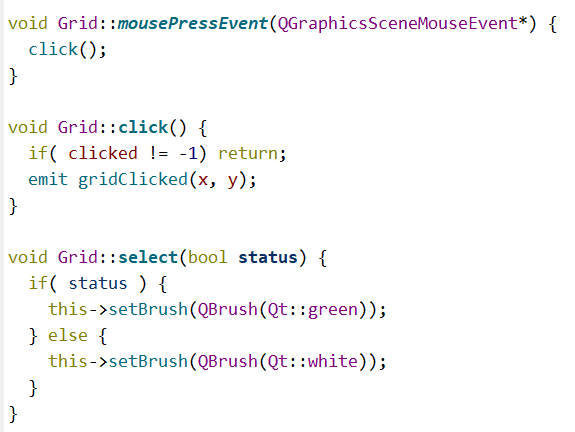 void Grid::mousePressEvent(QGraphicsSceneMouseEvent*) {
  click();
}

void Grid::click() {
  if( clicked != -1) return;
  emit gridClicked(x, y);
}

void Grid::select(bool status) {
  if( status ) {
    this->setBrush(QBrush(Qt::green));
  } else {
    this->setBrush(QBrush(Qt::white));
  }
}